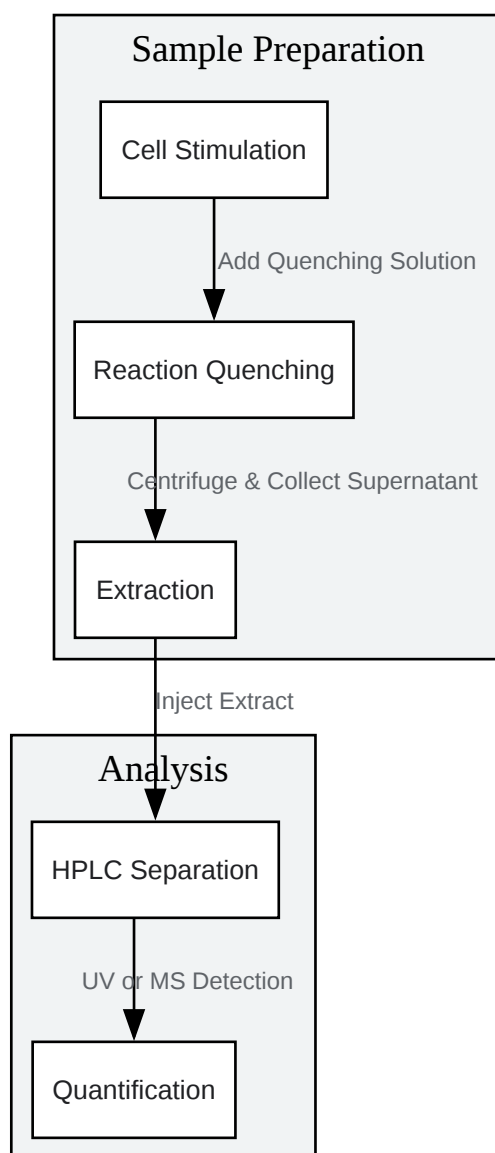 Sample Preparation
Cell Stimulation
Add Quenching Solution
Reaction Quenching
Centrifuge & Collect Supernatant
Extraction
Inject Extract
Analysis
HPLC Separation
UV or MS Detection
Quantification